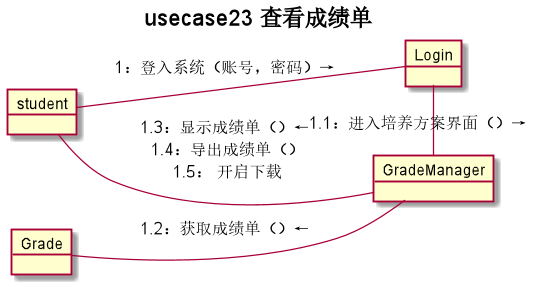 usecase23 查看成绩单
Login
1：登入系统（账号，密码）→
student
1.3：显示成绩单（）←
1.1：进入培养方案界面（）→
1.4：导出成绩单（）
1.5： 开启下载
GradeManager
1.2：获取成绩单（）←
Grade